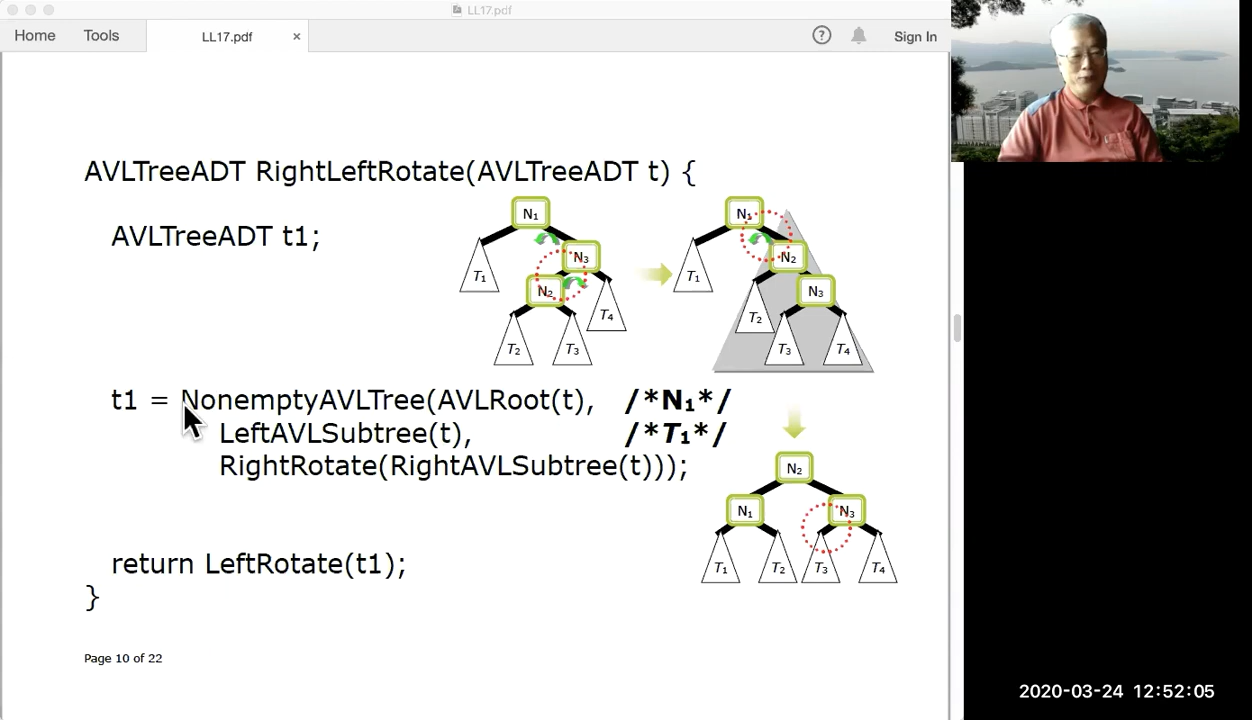 LL17.pdf
Home Tools LL17.pdf × ? Sign In
AVLTreeADT RightLeftRotate(AVLTreeADT t) {
AVLTreeADT t1;
N₁ N₁
N₃ N₂
T₁ T₁
N₂ N₃
T₄ T₂
T₂ T₃ T₃ T₄
t1 = NonemptyAVLTree(AVLRoot(t), /*N₁*/
LeftAVLSubtree(t), /*T₁*/
RightRotate(RightAVLSubtree(t)));
N₂
N₁ N₃
return LeftRotate(t1);
T₁ T₂ T₃ T₄
}
Page 10 of 22
2020-03-24 12:52:05